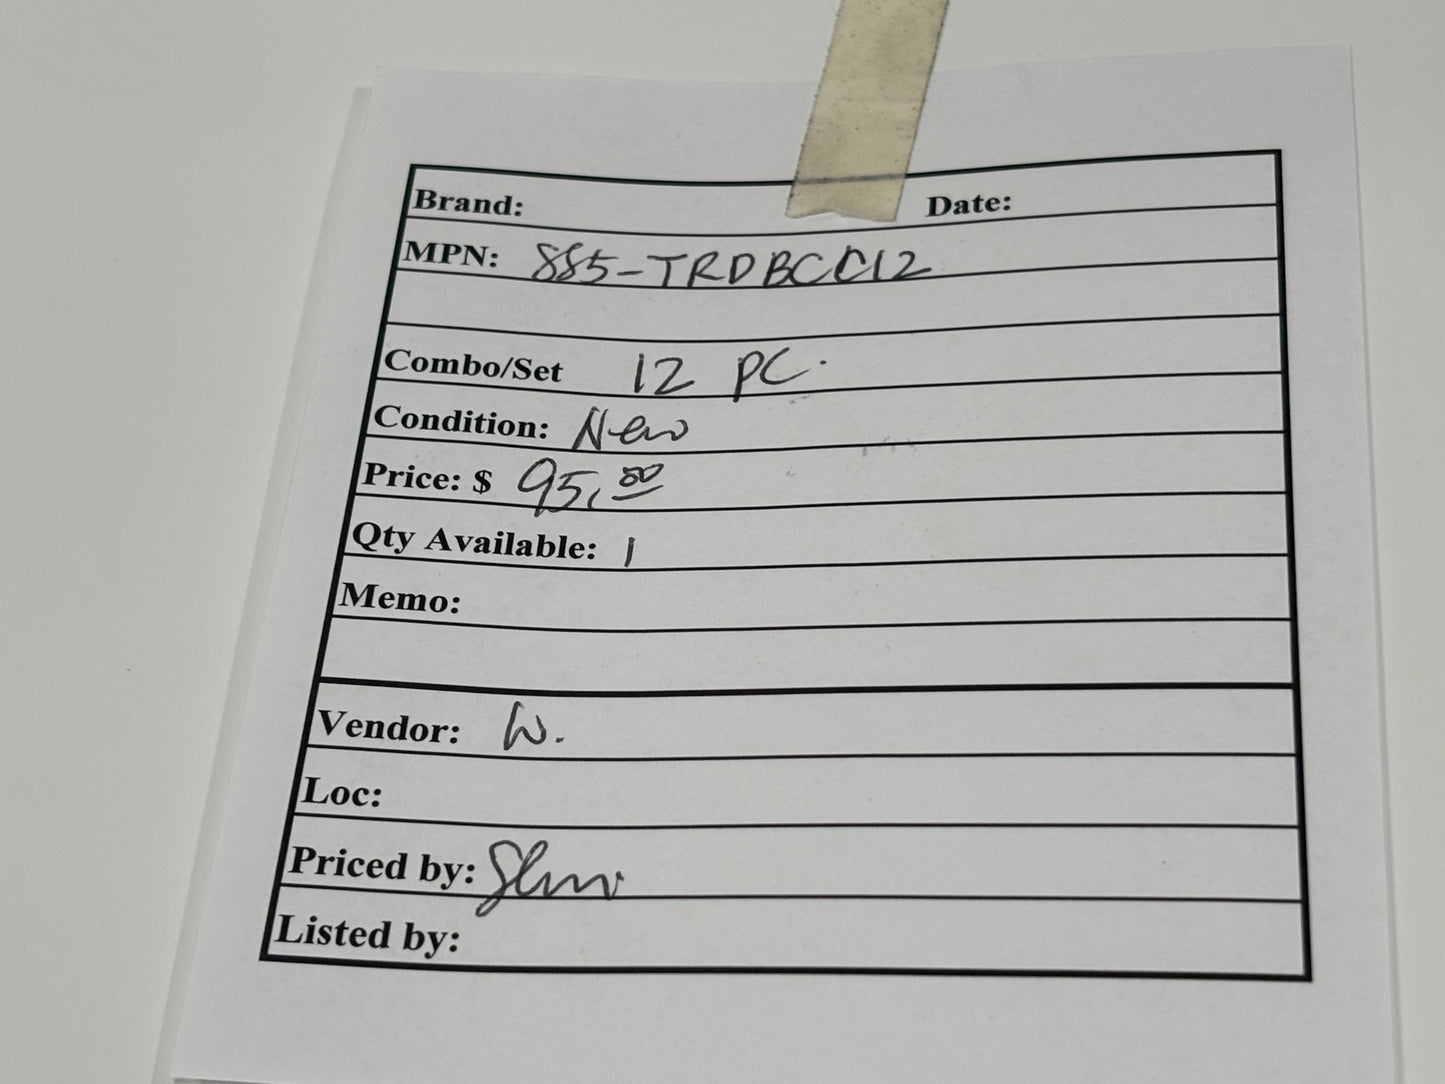 Brand: Date:
MPN: 885-TRDBCC12
Combo/Set 12 PC.
Condition: New
Price: $ 95.00
Qty Available: 1
Memo:
Vendor: W.
Loc:
Priced by:
Listed by: